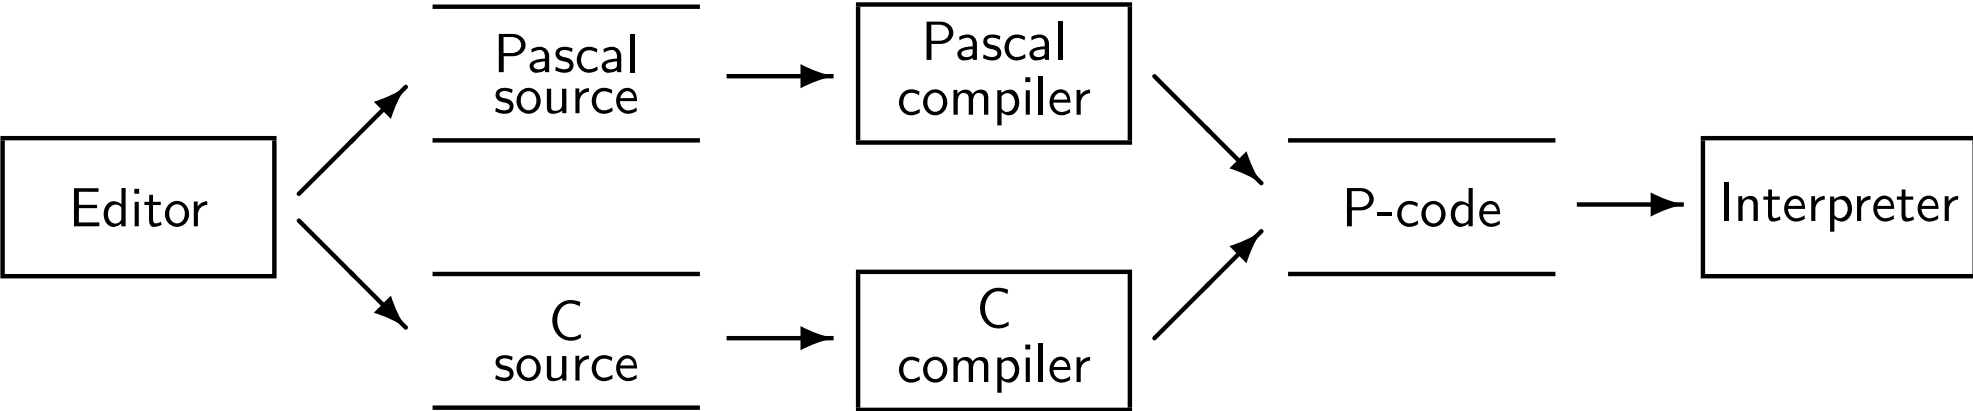 Editor
Pascal
source
Pascal
compiler
C
source
C
compiler
P-code
Interpreter